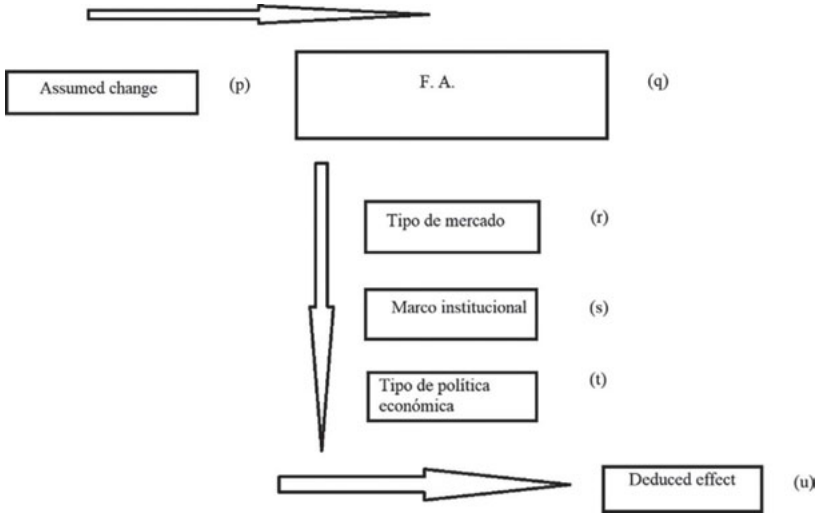 Assumed change (p) F. A. (q)
Tipo de mercado (r)
Marco institucional (s)
Tipo de política (t)
económica
Deduced effect (u)